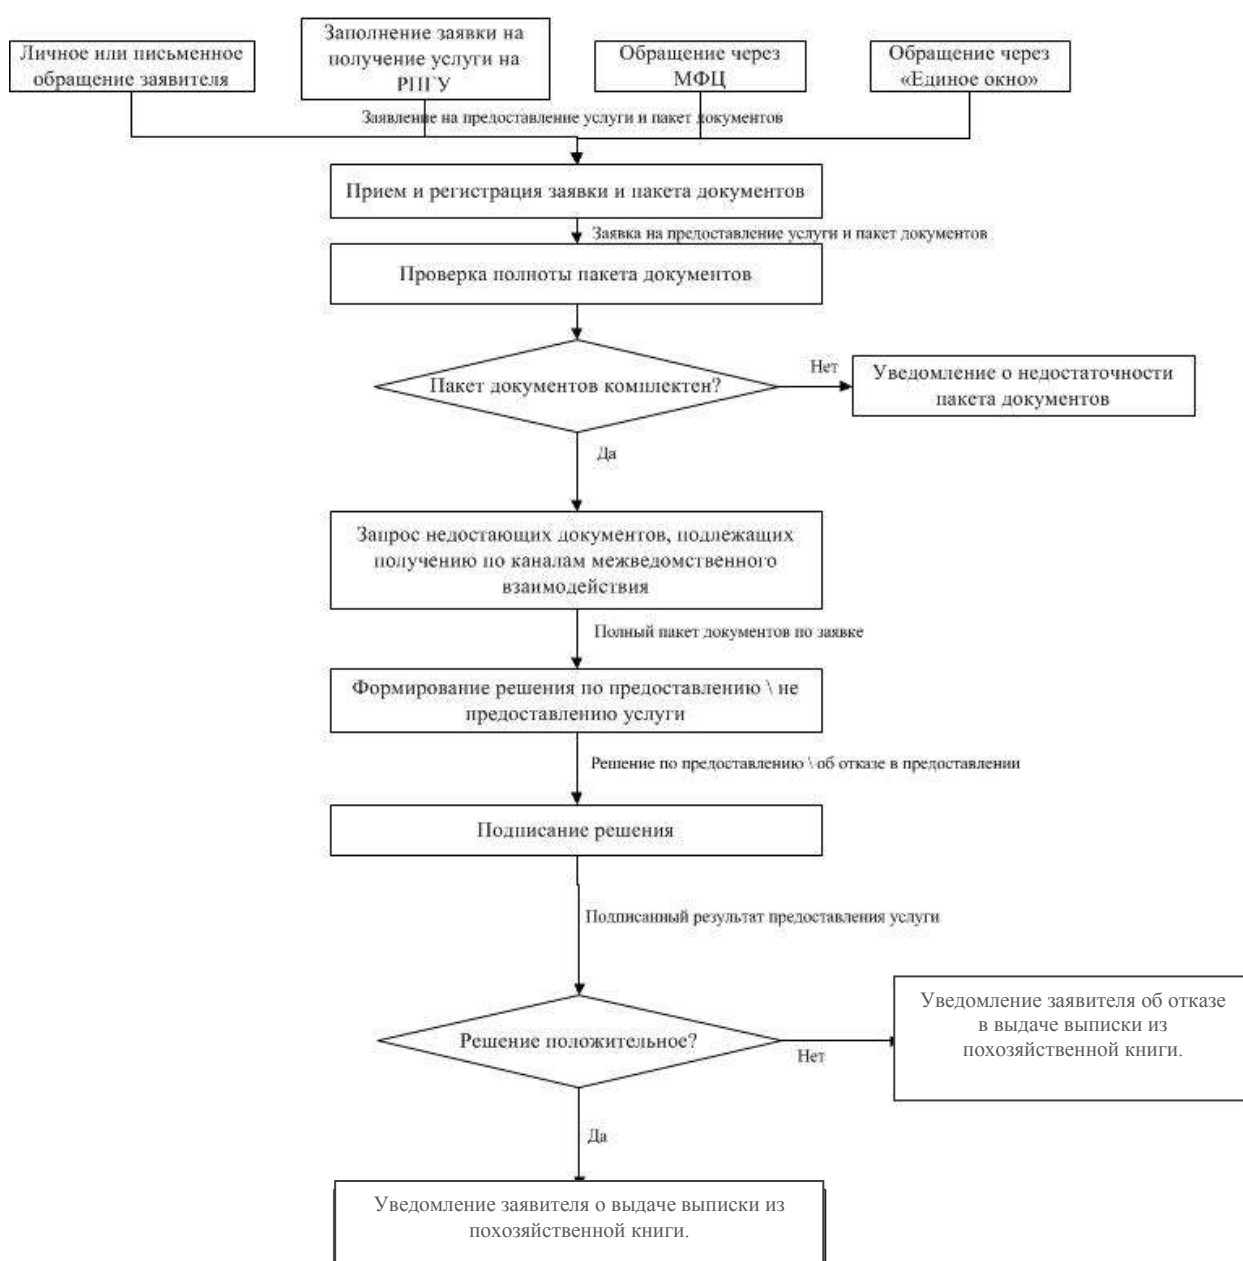 Личное или письменное
обращение заявителя
Заполнение заявки на
получение услуги на
РПГУ
Обращение через
МФЦ
Обращение через
«Единое окно»
Заявление на предоставление услуги и пакет документов
Прием и регистрация заявки и пакета документов
Заявка на предоставление услуги и пакет документов
Проверка полноты пакета документов
Пакет документов комплектен?
Нет
Уведомление о недостаточности
пакета документов
Да
Запрос недостающих документов, подлежащих
получению по каналам межведомственного
взаимодействия
Полный пакет документов по заявке
Формирование решения по предоставлению \ не
предоставлению услуги
Решение по предоставлению \ об отказе в предоставлении
Подписание решения
Подписанный результат предоставления услуги
Решение положительное?
Нет
Уведомление заявителя об отказе
в выдаче выписки из
похозяйственной книги.
Да
Уведомление заявителя о выдаче выписки из
похозяйственной книги.